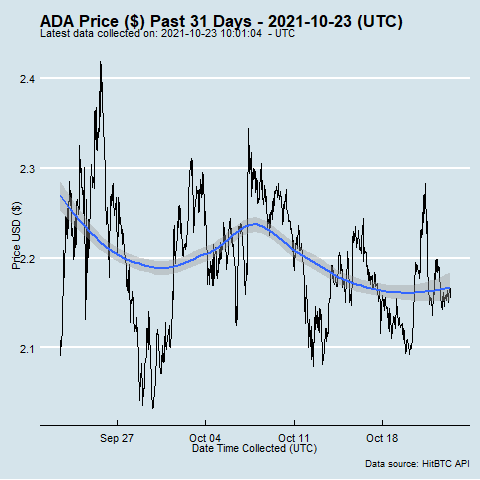 ADA Price ($) Past 31 Days - 2021-10-23 (UTC)
Latest data collected on: 2021-10-23 10:01:04  - UTC
2.4
2.3
2.2
2.1
Price USD ($)
Sep 27 Oct 04 Oct 11 Oct 18
Date Time Collected (UTC)
Data source: HitBTC API